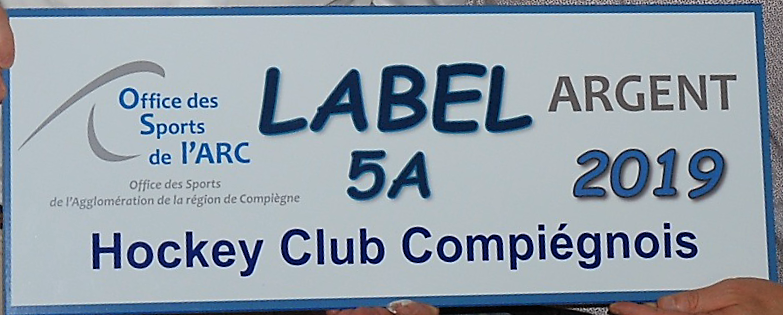 Office des
Sports
de l'ARC
Office des Sports
de l'Agglomération de la région de Compiègne
LABEL
5A
ARGENT
2019
Hockey Club Compiégnois